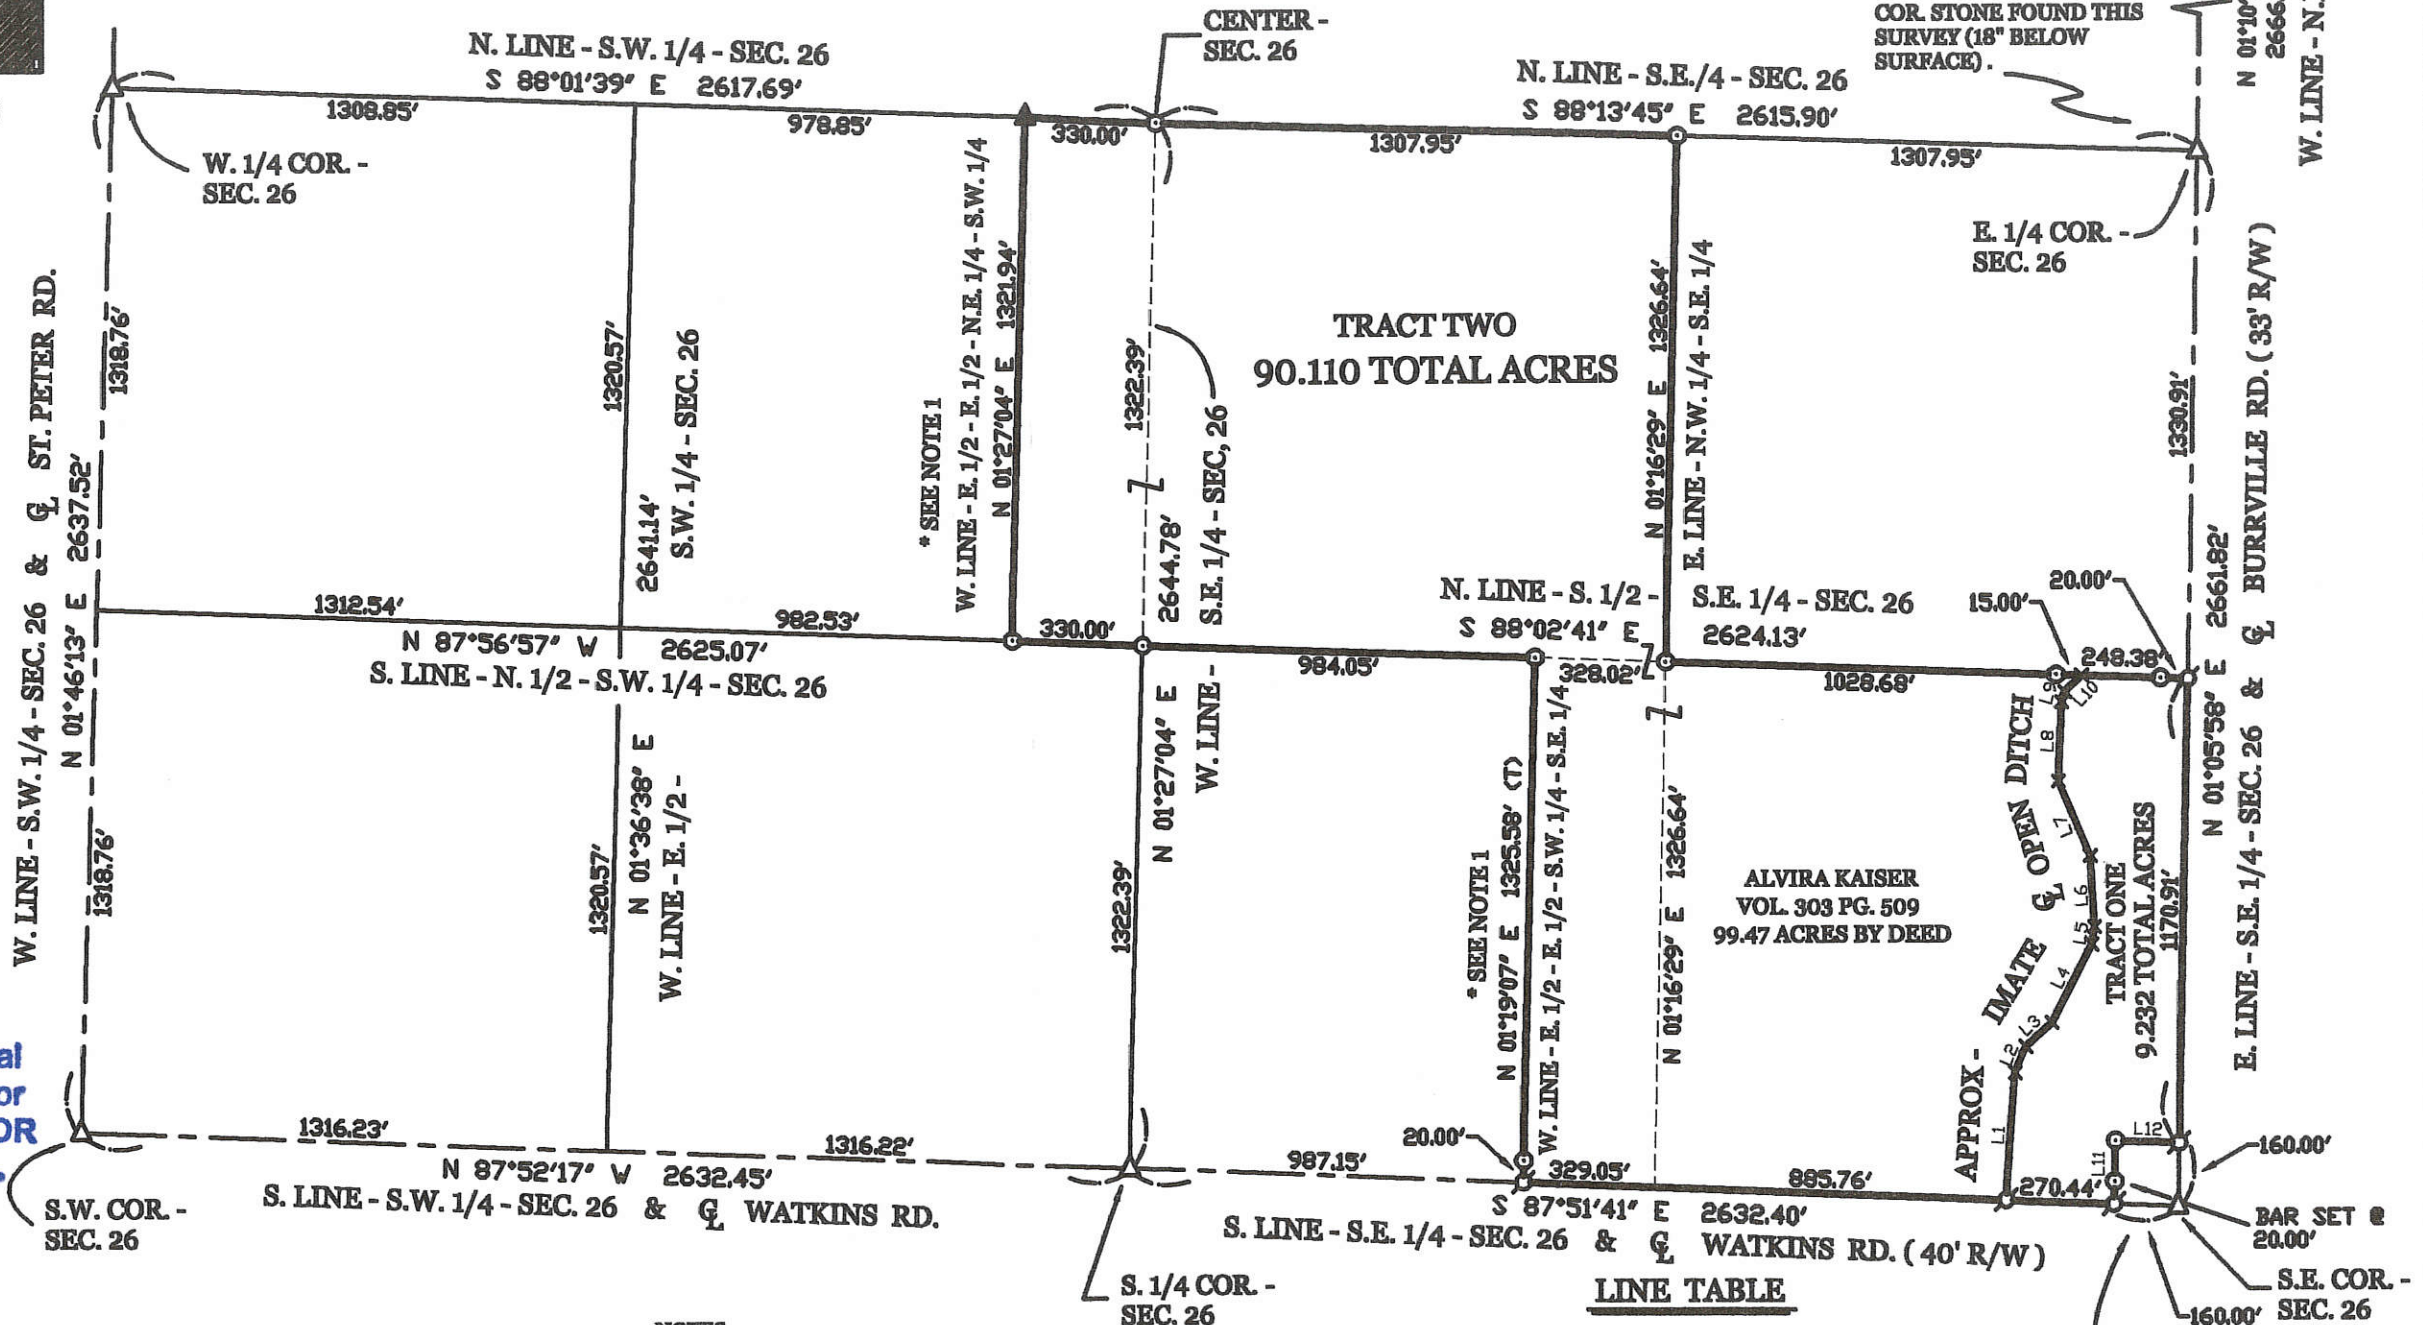 CENTER -
SEC. 26
COR. STONE FOUND THIS
SURVEY (18" BELOW
SURFACE).
N 01°10'
2666.
W. LINE - N.
N. LINE - S.W. 1/4 - SEC. 26
S 88°01'39" E 2617.69'
N. LINE - S.E./4 - SEC. 26
S 88°13'45" E 2615.90'
1308.85'
978.85'
330.00'
1307.95'
1307.95'
W. 1/4 COR. -
SEC. 26
E. 1/4 COR. -
SEC. 26
W. LINE - S.W. 1/4 - SEC. 26 & ℄ ST. PETER RD.
N 01°46'13" E 2637.52'
1318.76'
1320.57'
2641.14'
S.W. 1/4 - SEC. 26
*SEE NOTE 1
W. LINE - E. 1/2 - E. 1/2 - N.E. 1/4 - S.W. 1/4
N 01°27'04" E 1321.94'
1322.39'
2644.78'
S.E. 1/4 - SEC, 26
TRACT TWO
90.110 TOTAL ACRES
N 01°16'29" E 1326.64'
E. LINE - N.W. 1/4 - S.E. 1/4
1330.91'
N 01°05'58" E 2661.82'
E. LINE - S.E. 1/4 - SEC. 26 & ℄ BURRVILLE RD. ( 33' R/W )
1312.54'
982.53'
330.00'
N 87°56'57" W 2625.07'
S. LINE - N. 1/2 - S.W. 1/4 - SEC. 26
N. LINE - S. 1/2 - S.E. 1/4 - SEC. 26
S 88°02'41" E 2624.13'
984.05'
328.02'
1028.68'
15.00'
20.00'
248.38'
L9
L10
1318.76'
1320.57'
N 01°36'38" E
W. LINE - E. 1/2 -
1322.39'
N 01°27'04" E
W. LINE -
*SEE NOTE 1
N 01°19'07" E 1325.58' (T)
W. LINE - E. 1/2 - E. 1/2 - S.W. 1/4 - S.E. 1/4
N 01°16'29" E 1326.64'
ALVIRA KAISER
VOL. 303 PG. 509
99.47 ACRES BY DEED
APPROX -
IMATE ℄ OPEN DITCH
L8
L7
L6
L5
L4
L3
L2
L1
TRACT ONE
9.232 TOTAL ACRES
1170.91'
L12
L11
160.00'
al
or
OR
1316.23'
1316.22'
N 87°52'17" W 2632.45'
S. LINE - S.W. 1/4 - SEC. 26 & ℄ WATKINS RD.
S.W. COR. -
SEC. 26
987.15'
20.00'
329.05'
885.76'
270.44'
S 87°51'41" E 2632.40'
S. LINE - S.E. 1/4 - SEC. 26 & ℄ WATKINS RD. ( 40' R/W )
BAR SET @
20.00'
S. 1/4 COR. -
SEC. 26
S.E. COR. -
SEC. 26
160.00'
LINE TABLE